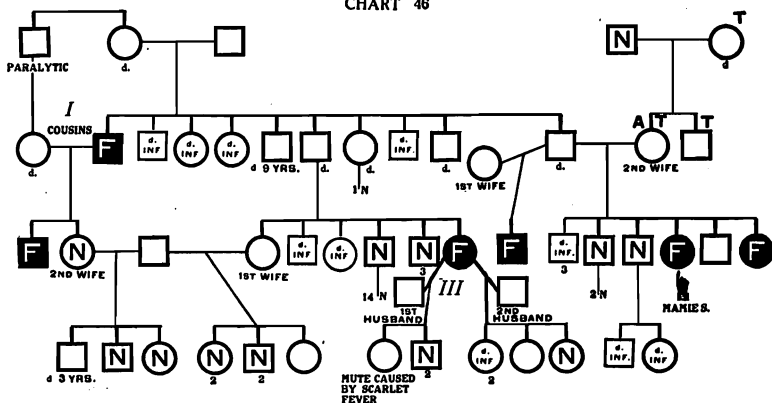 CHART 46
T
N
PARALYTIC
d.
d
I
COUSINS
A T
T
d.
F
d. INF
d. INF
d. INF
d 9 YRS.
d.
d.
1 N
d. INF.
d.
1ST WIFE
d.
2ND WIFE
F
N
2ND WIFE
1ST WIFE
d. INF
d. INF
N
14 N
N
3
F
F
d. INF.
3
N
2 N
N
F
F
MAMIE S.
III
1ST HUSBAND
2ND HUSBAND
d 3 YRS.
N
N
N
2
N
2
MUTE CAUSED
BY SCARLET
FEVER
N
2
d. INF
2
N
d. INF.
d. INF